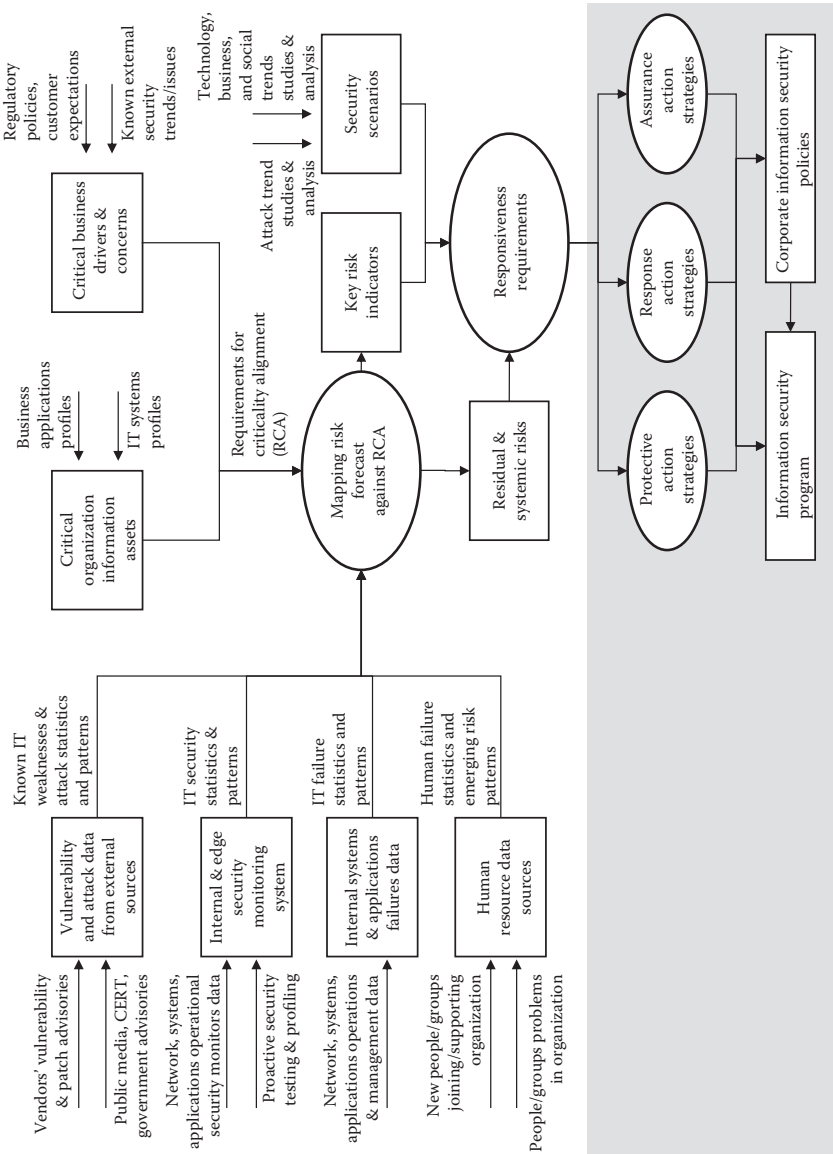 Vendors' vulnerability
& patch advisories
Public media, CERT,
government advisories
Vulnerability
and attack data
from external
sources
Known IT
weaknesses &
attack statistics
and patterns
Network, systems,
applications operational
security monitors data
Proactive security
testing & profiling
Internal & edge
security
monitoring
system
IT security
statistics &
patterns
Network, systems,
applications operations
& management data
Internal systems
& applications
failures data
IT failure
statistics and
patterns
New people/groups
joining/supporting
organization
People/groups problems
in organization
Human
resource data
sources
Human failure
statistics and
emerging risk
patterns
Business
applications
profiles
IT systems
profiles
Critical
organization
information
assets
Regulatory
policies,
customer
expectations
Known external
security
trends/issues
Critical business
drivers &
concerns
Requirements for
criticality alignment
(RCA)
Mapping risk
forecast
against RCA
Key risk
indicators
Attack trend
studies &
analysis
Technology,
business,
and social
trends
studies &
analysis
Security
scenarios
Residual &
systemic risks
Responsiveness
requirements
Protective
action
strategies
Response
action
strategies
Assurance
action
strategies
Information security
program
Corporate information security
policies